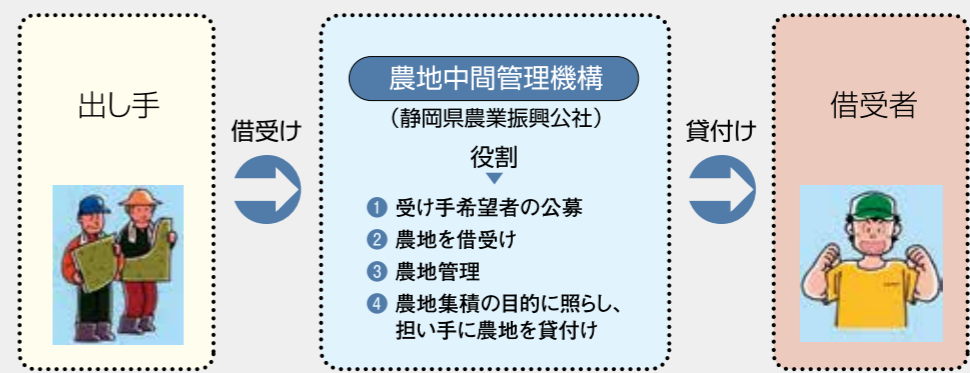 出し手
借受け
農地中間管理機構
（静岡県農業振興公社）
役割
❶ 受け手希望者の公募
❷ 農地を借受け
❸ 農地管理
❹ 農地集積の目的に照らし、
担い手に農地を貸付け
貸付け
借受者